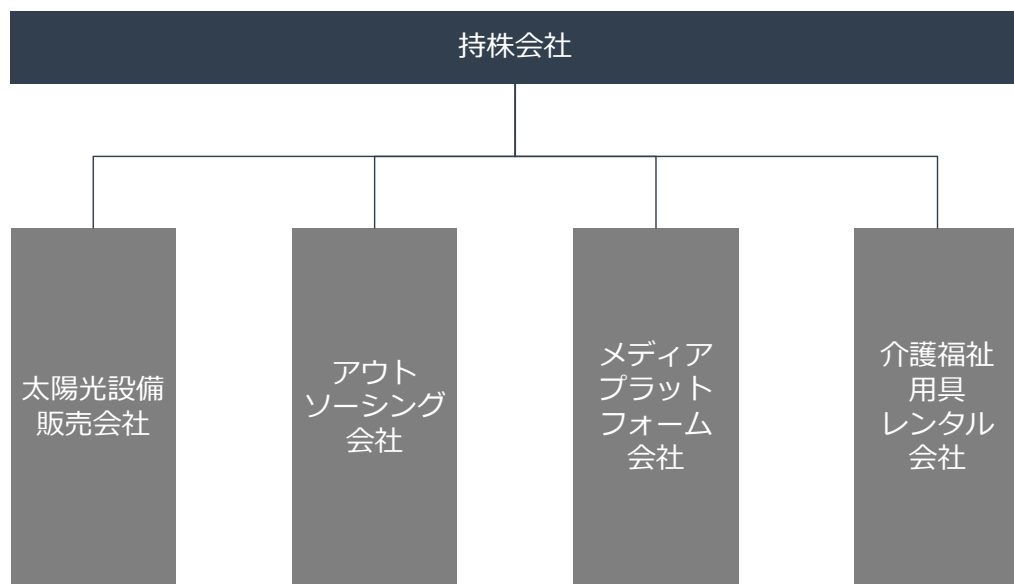 持株会社
太陽光設備
販売会社
アウト
ソーシング
会社
メディア
プラット
フォーム
会社
介護福祉
用具
レンタル
会社